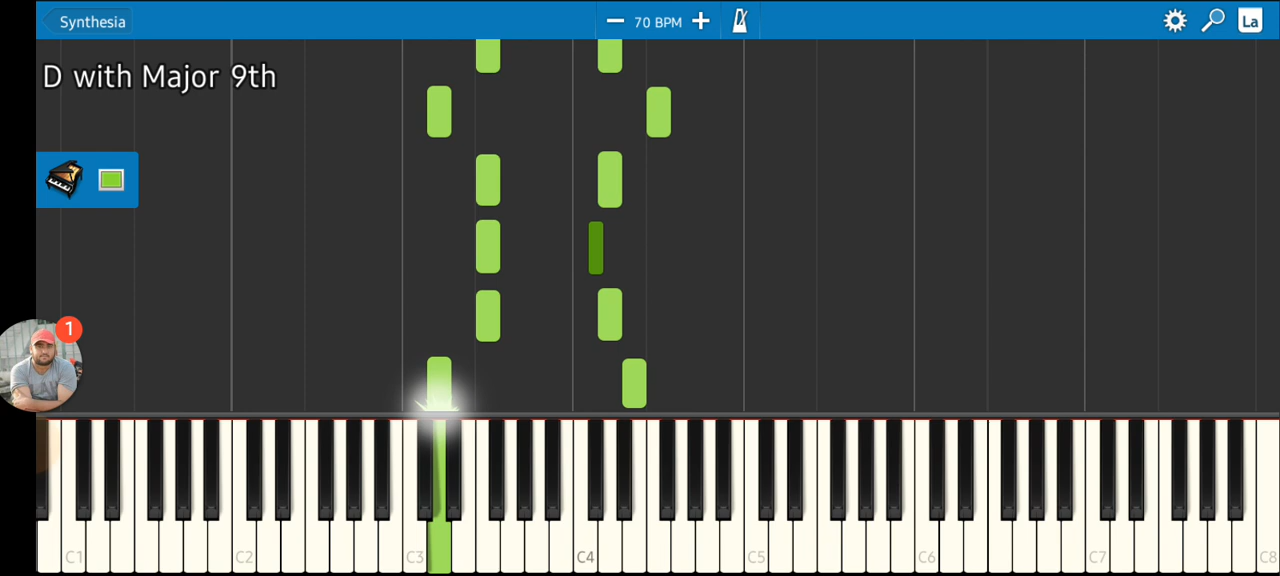 Synthesia
70 BPM
La
D with Major 9th
1
C1
C2
C3
C4
C5
C6
C7
C8